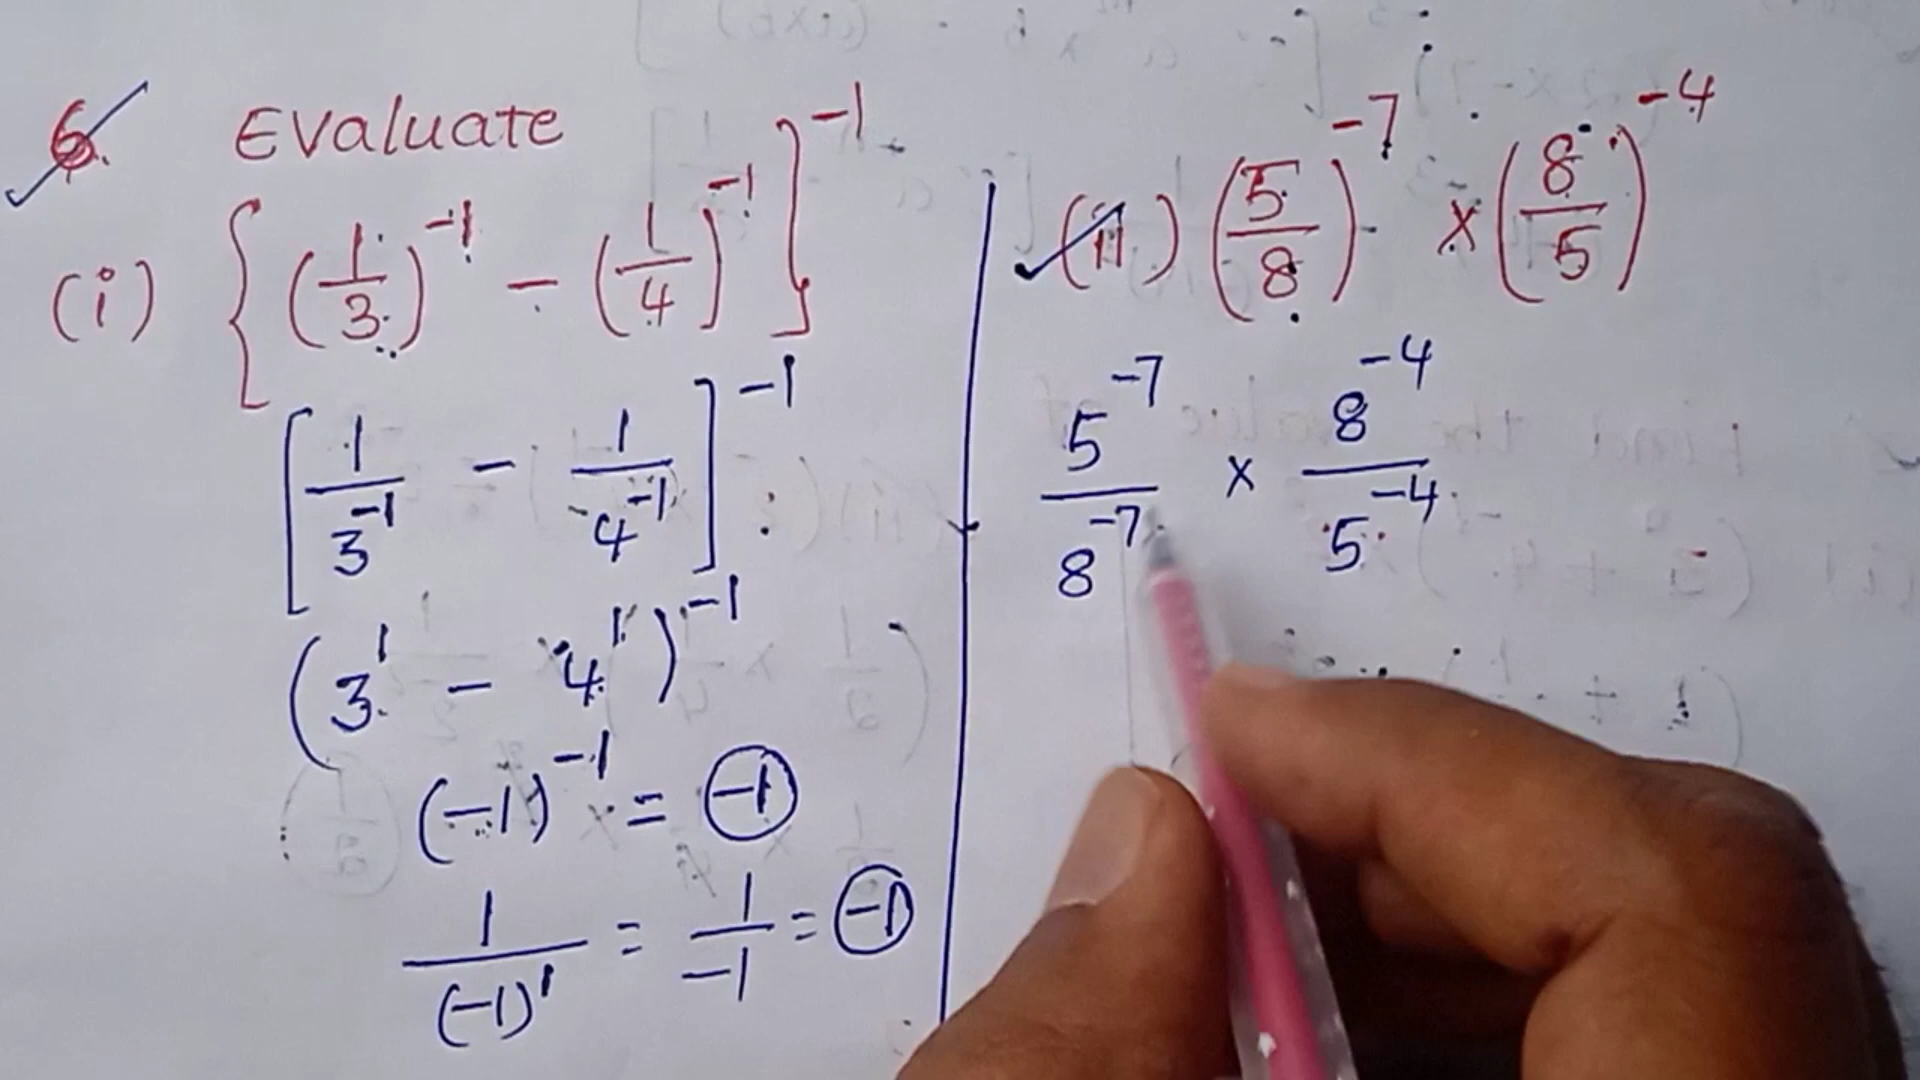 6. Evaluate
(i) {(1/3)^-1 - (1/4)^-1}^-1
[1/3^-1 - 1/4^-1]^-1
(3^1 - 4^1)^-1
(-1)^-1 = -1
1/(-1)^1 = 1/-1 = -1
(ii) (5/8)^-7 × (8/5)^-4
5^-7/8^-7 × 8^-4/5^-4